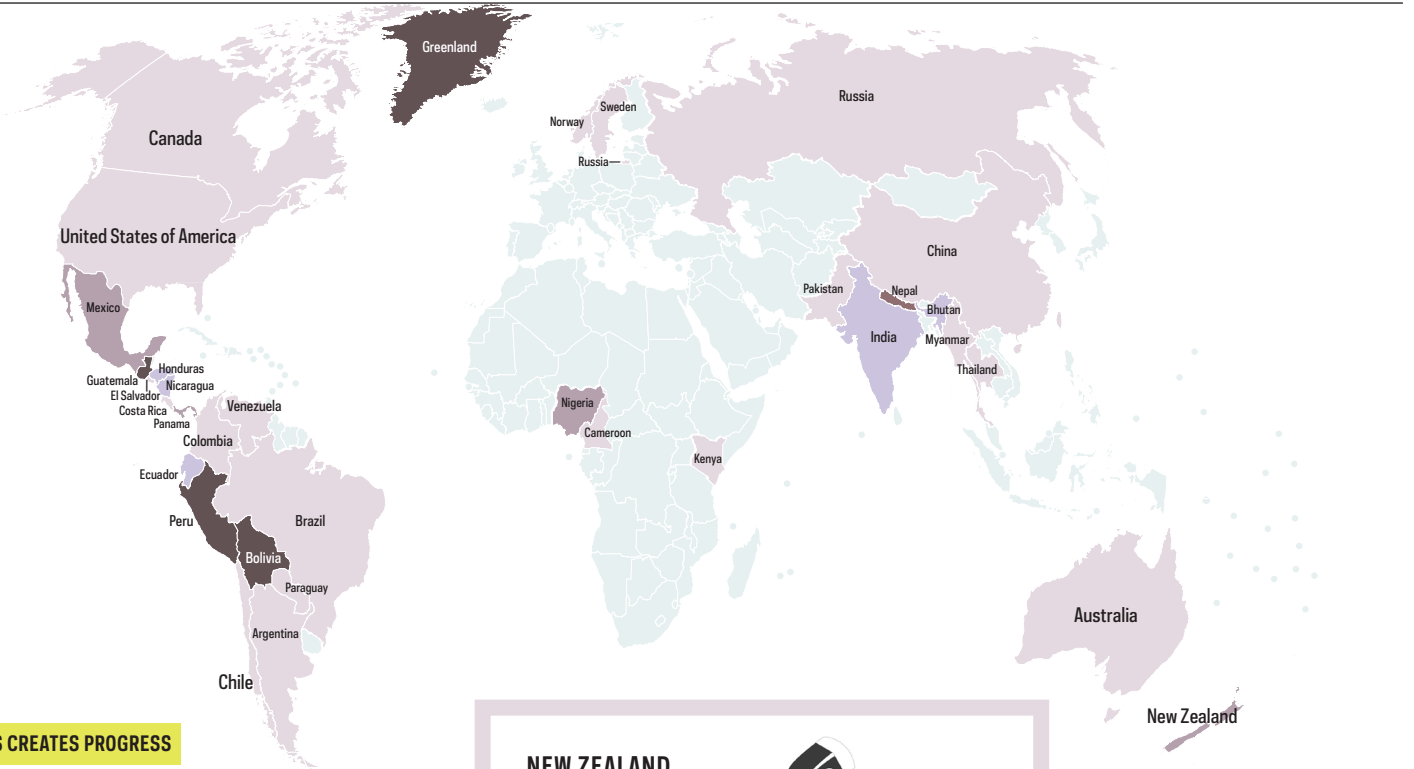 Greenland
Russia
Sweden
Norway
Canada
Russia
United States of America
China
Pakistan
Nepal
Mexico
Bhutan
India
Myanmar
Honduras
Thailand
Guatemala
Nicaragua
El Salvador
Nigeria
Venezuela
Costa Rica
Panama
Cameroon
Colombia
Kenya
Ecuador
Peru
Brazil
Bolivia
Paraguay
Australia
Argentina
Chile
New Zealand
CREATES PROGRESS
NEW ZEALAND